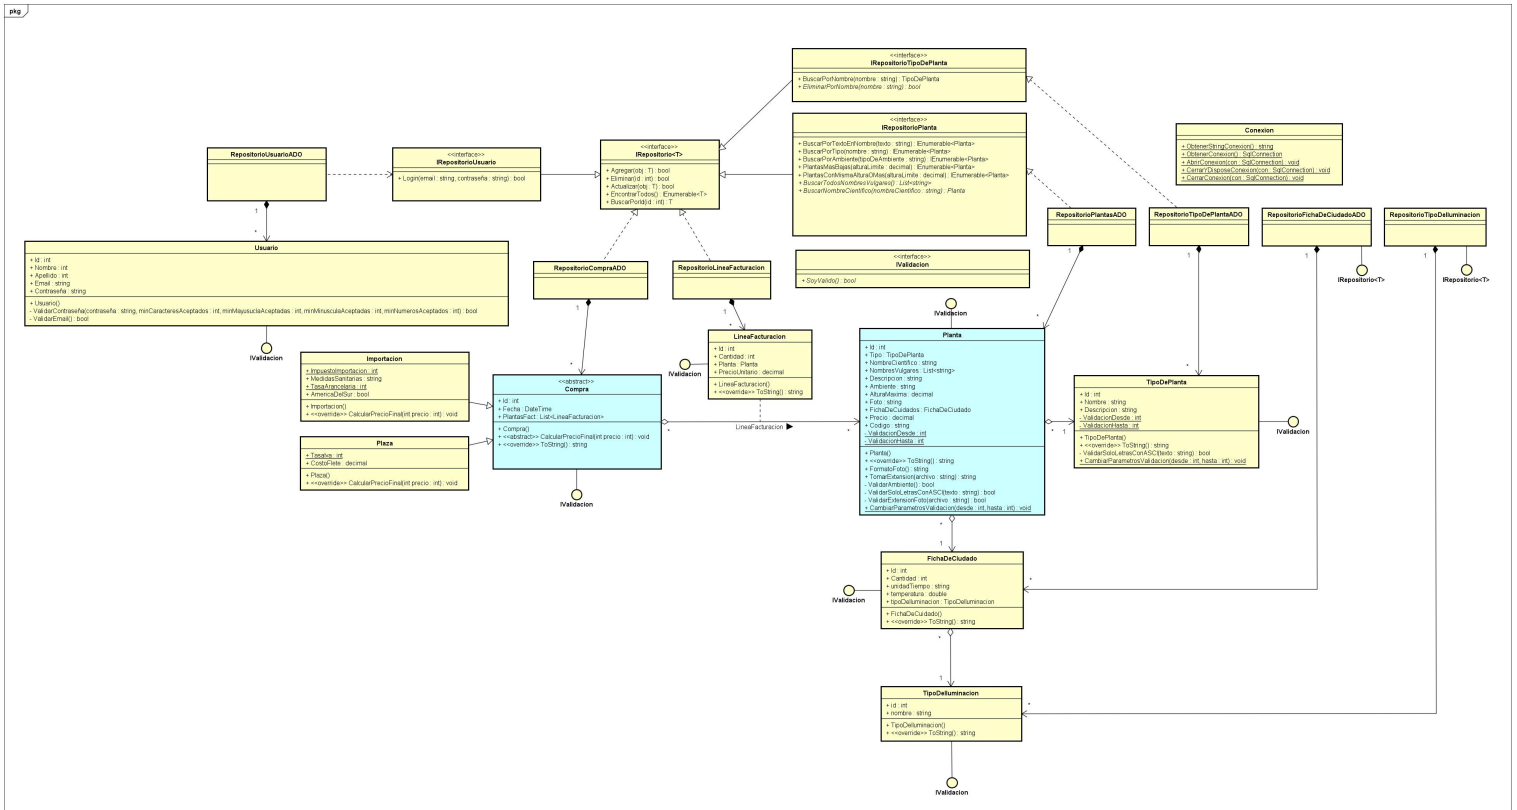 pkg
<<interface>>
IRepositorioTipoDePlanta
+ BuscarPorNombre(nombre : string) : TipoDePlanta
+ EliminarPorNombre(nombre : string) : bool
<<interface>>
IRepositorioPlanta
+ BuscarPorTextoEnNombre(texto : string) : IEnumerable<Planta>
+ BuscarPorTipo(nombre : string) : IEnumerable<Planta>
+ BuscarPorAmbiente(tipoDeAmbiente : string) : IEnumerable<Planta>
+ PlantasMasBajas(alturaLimite : decimal) : IEnumerable<Planta>
+ PlantasConMismaAlturaOMas(alturaLimite : decimal) : IEnumerable<Planta>
+ BuscarTodosNombresVulgares() : List<string>
+ BuscarNombreCientifico(nombreCientifico : string) : Planta
Conexion
+ ObtenerStringConexion() : string
+ ObtenerConexion() : SqlConnection
+ AbrirConexion(con : SqlConnection) : void
+ CerrarYDisposeConexion(con : SqlConnection) : void
+ CerrarConexion(con : SqlConnection) : void
RepositorioUsuarioADO
<<interface>>
IRepositorioUsuario
+ Login(email : string, contraseña : string) : bool
<<interface>>
IRepositorio<T>
+ Agregar(obj : T) : bool
+ Eliminar(id : int) : bool
+ Actualizar(obj : T) : bool
+ EncontrarTodos() : IEnumerable<T>
+ BuscarPorId(id : int) : T
RepositorioPlantasADO
RepositorioTipoDePlantaADO
RepositorioFichaDeCiudadoADO
RepositorioTipoDeIluminacion
1
*
1
1
1
1
IRepositorio<T>
IRepositorio<T>
Usuario
+ Id : int
+ Nombre : int
+ Apellido : int
+ Email : string
+ Contraseña : string
+ Usuario()
- ValidarContraseña(contraseña : string, minCaracteresAceptados : int, minMayusuclaAceptadas : int, minMinusculaAceptadas : int, minNumerosAceptados : int) : bool
- ValidarEmail() : bool
IValidacion
RepositorioCompraADO
RepositorioLineaFacturacion
1
*
1
*
<<interface>>
IValidacion
+ SoyValido() : bool
IValidacion
*
*
Importacion
+ ImpuestoImportacion : int
+ MedidasSanitarias : string
+ TasaArancelaria : int
+ AmericaDelSur : bool
+ Importacion()
+ <<override>> CalcularPrecioFinal(int precio : int) : void
Plaza
+ TasaIva : int
+ CostoFlete : decimal
+ Plaza()
+ <<override>> CalcularPrecioFinal(int precio : int) : void
<<abstract>>
Compra
+ Id : int
+ Fecha : DateTime
+ PlantasFact : List<LineaFacturacion>
+ Compra()
+ <<abstract>> CalcularPrecioFinal(int precio : int) : void
+ <<override>> ToString() : string
IValidacion
LineaFacturacion
+ Id : int
+ Cantidad : int
+ Planta : Planta
+ PrecioUnitario : decimal
+ LineaFacturacion()
+ <<override>> ToString() : string
IValidacion
*
LineaFacturacion
*
Planta
+ Id : int
+ Tipo : TipoDePlanta
+ NombreCientifico : string
+ NombresVulgares : List<string>
+ Descripcion : string
+ Ambiente : string
+ AlturaMaxima : decimal
+ Foto : string
+ FichaDeCuidados : FichaDeCiudado
+ Precio : decimal
+ Codigo : string
- ValidacionDesde : int
- ValidacionHasta : int
+ Planta()
+ <<override>> ToString() : string
+ FormatoFoto() : string
+ TomarExtension(archivo : string) : string
- ValidarAmbiente() : bool
- ValidarSoloLetrasConASCI(texto : string) : bool
- ValidarExtensionFoto(archivo : string) : bool
+ CambiarParametrosValidacion(desde : int, hasta : int) : void
*
1
TipoDePlanta
+ Id : int
+ Nombre : string
+ Descripcion : string
- ValidacionDesde : int
- ValidacionHasta : int
+ TipoDePlanta()
+ <<override>> ToString() : string
- ValidarSoloLetrasConASCI(texto : string) : bool
+ CambiarParametrosValidacion(desde : int, hasta : int) : void
IValidacion
*
1
FichaDeCiudado
+ Id : int
+ Cantidad : int
+ unidadTiempo : string
+ temperatura : double
+ tipoDeIluminacion : TipoDeIluminacion
+ FichaDeCuidado()
+ <<override>> ToString() : string
IValidacion
*
*
1
TipoDeIluminacion
+ id : int
+ nombre : string
+ TipoDeIluminacion()
+ <<override>> ToString() : string
*
IValidacion